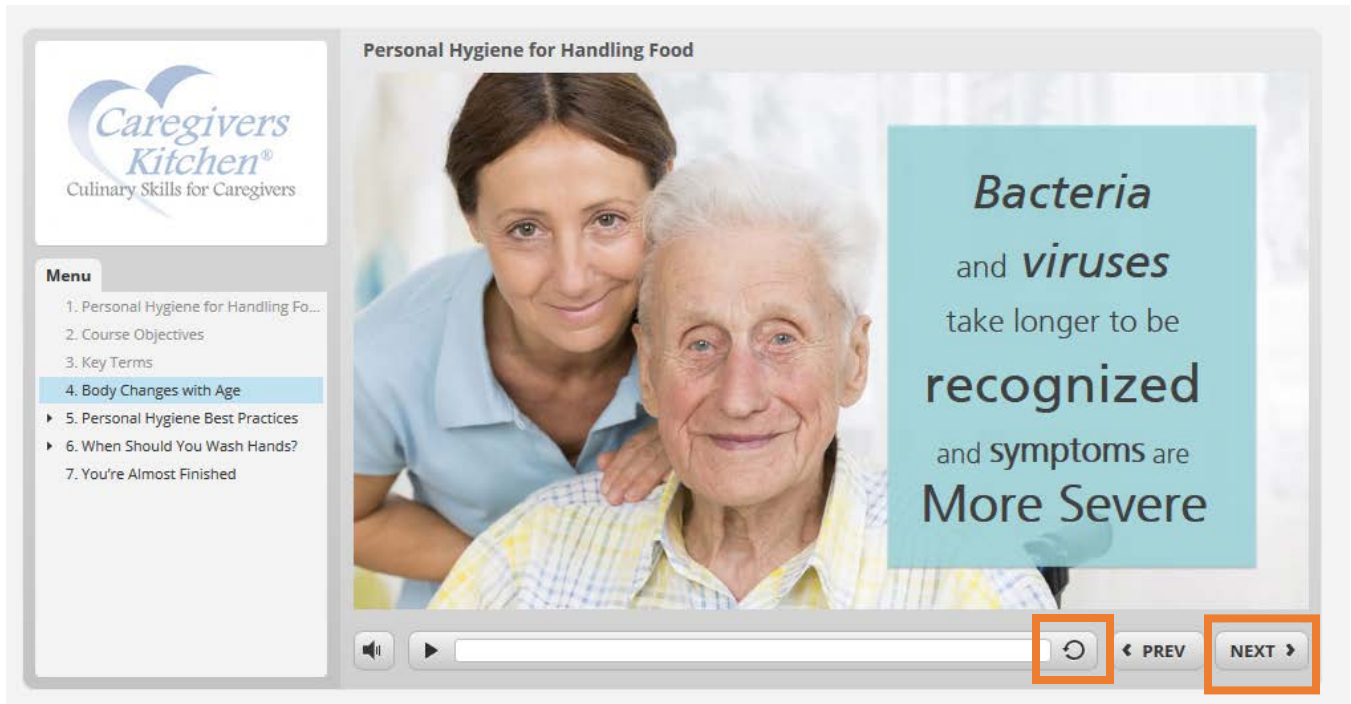 Personal Hygiene for Handling Food
Caregivers
Kitchen®
Culinary Skills for Caregivers
Menu
1. Personal Hygiene for Handling Fo...
2. Course Objectives
3. Key Terms
4. Body Changes with Age
5. Personal Hygiene Best Practices
6. When Should You Wash Hands?
7. You're Almost Finished
Bacteria
and viruses
take longer to be
recognized
and symptoms are
More Severe
PREV
NEXT